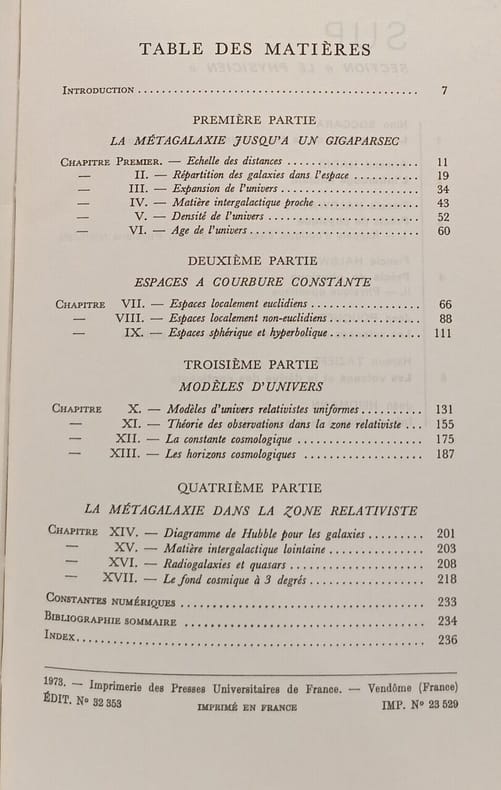 TABLE DES MATIÈRES
INTRODUCTION ............................................... 7
PREMIÈRE PARTIE
LA MÉTAGALAXIE JUSQU'A UN GIGAPARSEC
CHAPITRE PREMIER. — Echelle des distances ...................... 11
— II. — Répartition des galaxies dans l'espace ........... 19
— III. — Expansion de l'univers ....................... 34
— IV. — Matière intergalactique proche ................. 43
— V. — Densité de l'univers ......................... 52
— VI. — Age de l'univers ............................ 60
DEUXIÈME PARTIE
ESPACES A COURBURE CONSTANTE
CHAPITRE VII. — Espaces localement euclidiens ................... 66
— VIII. — Espaces localement non-euclidiens ............... 88
— IX. — Espaces sphérique et hyperbolique ............... 111
TROISIÈME PARTIE
MODÈLES D'UNIVERS
CHAPITRE X. — Modèles d'univers relativistes uniformes .......... 131
— XI. — Théorie des observations dans la zone relativiste ... 155
— XII. — La constante cosmologique ..................... 175
— XIII. — Les horizons cosmologiques .................... 187
QUATRIÈME PARTIE
LA MÉTAGALAXIE DANS LA ZONE RELATIVISTE
CHAPITRE XIV. — Diagramme de Hubble pour les galaxies ......... 201
— XV. — Matière intergalactique lointaine ................ 203
— XVI. — Radiogalaxies et quasars ....................... 208
— XVII. — Le fond cosmique à 3 degrés ................... 218
CONSTANTES NUMÉRIQUES ......................................... 233
BIBLIOGRAPHIE SOMMAIRE ........................................ 234
INDEX......................................................... 236
1973. — Imprimerie des Presses Universitaires de France. — Vendôme (France)
ÉDIT. Nº 32 353 IMPRIMÉ EN FRANCE IMP. Nº 23 529